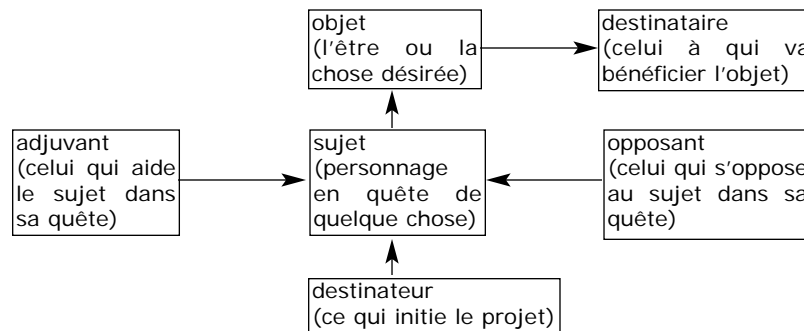 objet
(l'être ou la
chose désirée)
destinataire
(celui à qui va
bénéficier l'objet)
adjuvant
(celui qui aide
le sujet dans
sa quête)
sujet
(personnage
en quête de
quelque chose)
opposant
(celui qui s'oppose
au sujet dans sa
quête)
destinateur
(ce qui initie le projet)